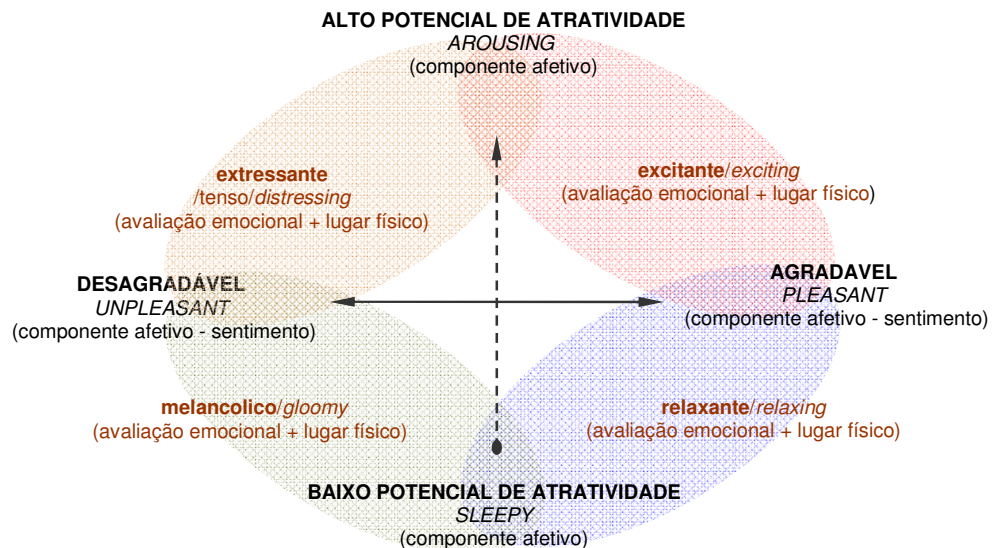 ALTO POTENCIAL DE ATRATIVIDADE
AROUSING
(componente afetivo)
extressante
/tenso/distressing
(avaliação emocional + lugar físico)
excitante/exciting
(avaliação emocional + lugar físico)
DESAGRADÁVEL
UNPLEASANT
(componente afetivo - sentimento)
AGRADAVEL
PLEASANT
(componente afetivo - sentimento)
melancolico/gloomy
(avaliação emocional + lugar físico)
relaxante/relaxing
(avaliação emocional + lugar físico)
BAIXO POTENCIAL DE ATRATIVIDADE
SLEEPY
(componente afetivo)